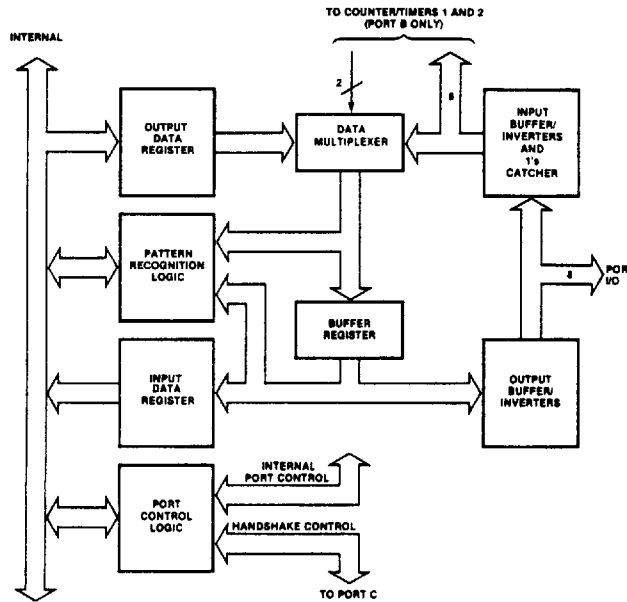 TO COUNTER/TIMERS 1 AND 2
(PORT B ONLY)
INTERNAL
2
6
OUTPUT
DATA
REGISTER
DATA
MULTIPLEXER
INPUT
BUFFER/
INVERTERS
AND
1's
CATCHER
PATTERN
RECOGNITION
LOGIC
8
POR
I/O
BUFFER
REGISTER
INPUT
DATA
REGISTER
OUTPUT
BUFFER
/INVERTERS
PORT
CONTROL
LOGIC
INTERNAL
PORT CONTROL
HANDSHAKE CONTROL
TO PORT C